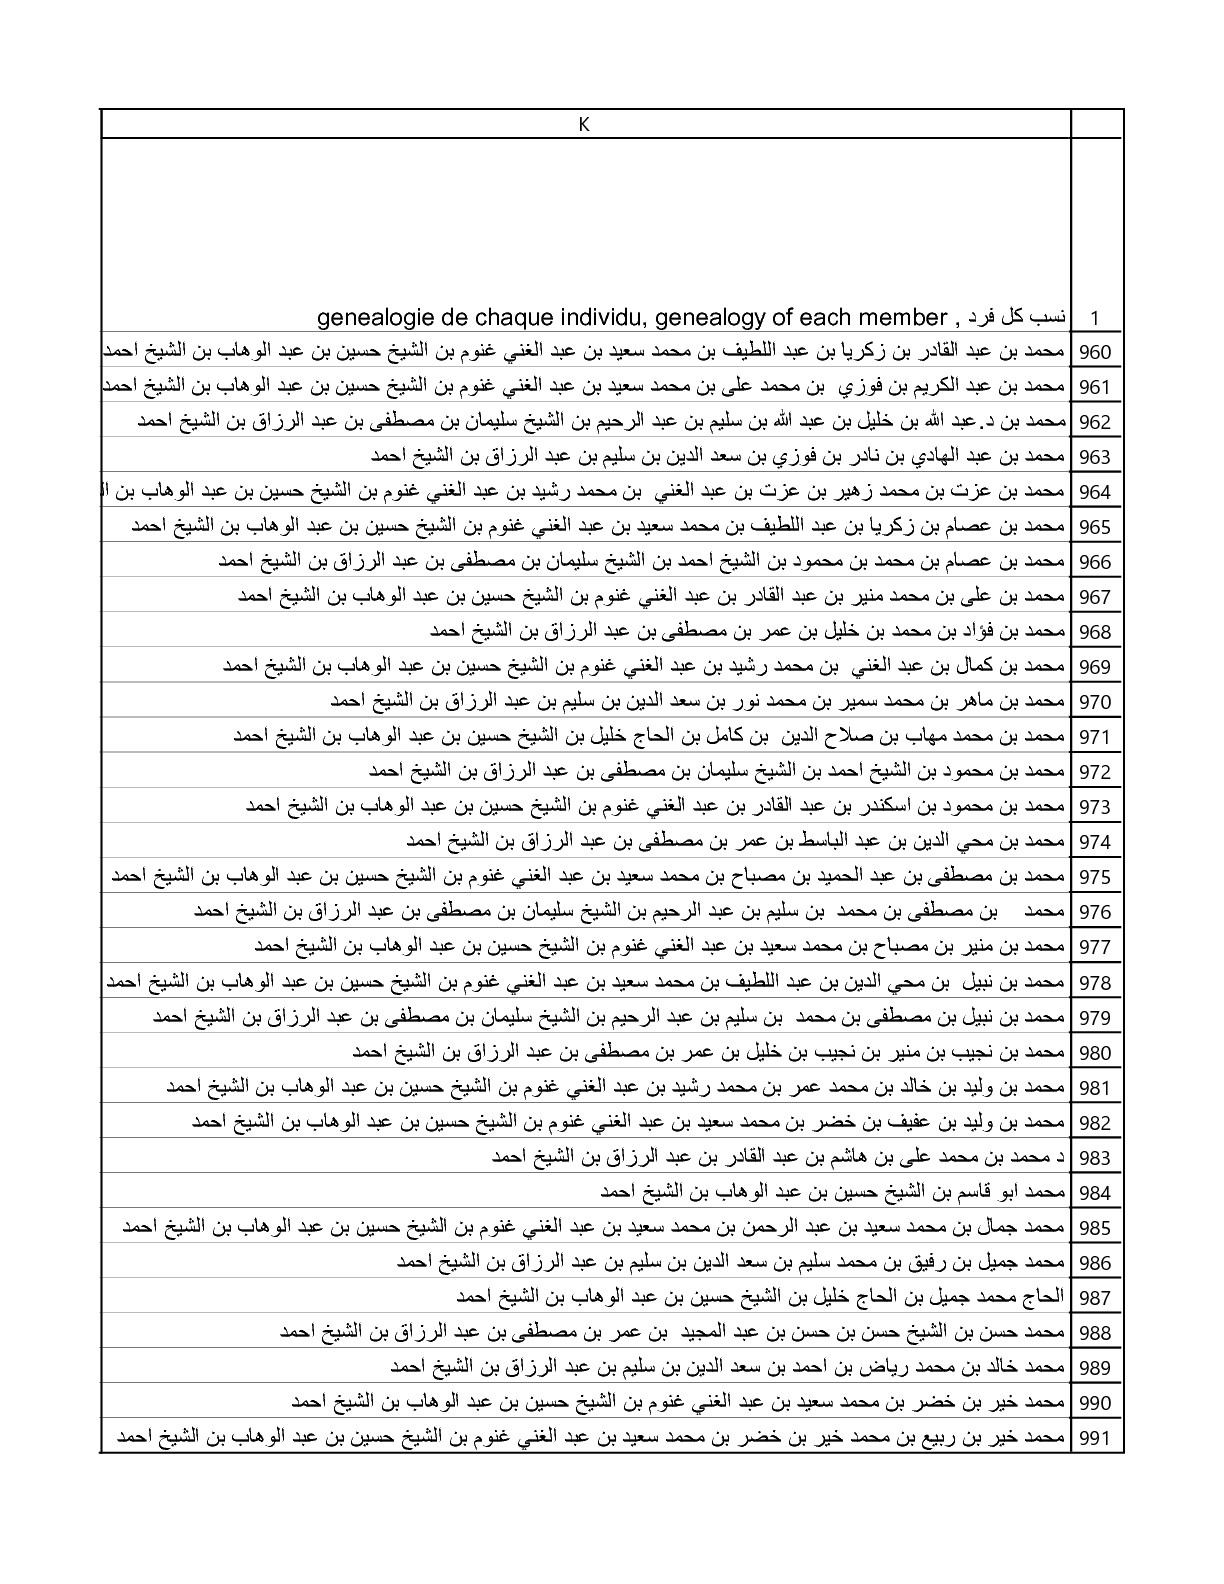 K
1 نسب كل فرد , genealogie de chaque individu, genealogy of each member
960 محمد بن عبد القادر بن زكريا بن عبد اللطيف بن محمد سعيد بن عبد الغني غنوم بن الشيخ حسين بن عبد الوهاب بن الشيخ احمد
961 محمد بن عبد الكريم بن فوزي بن محمد على بن محمد سعيد بن عبد الغني غنوم بن الشيخ حسين بن عبد الوهاب بن الشيخ احمد
962 محمد بن د.عبد الله بن خليل بن عبد الله بن سليم بن عبد الرحيم بن الشيخ سليمان بن مصطفى بن عبد الرزاق بن الشيخ احمد
963 محمد بن عبد الهادي بن نادر بن فوزي بن سعد الدين بن سليم بن عبد الرزاق بن الشيخ احمد
964 محمد بن عزت بن محمد زهير بن عزت بن عبد الغني بن محمد رشيد بن عبد الغني غنوم بن الشيخ حسين بن عبد الوهاب بن ال
965 محمد بن عصام بن زكريا بن عبد اللطيف بن محمد سعيد بن عبد الغني غنوم بن الشيخ حسين بن عبد الوهاب بن الشيخ احمد
966 محمد بن عصام بن محمد بن محمود بن الشيخ احمد بن الشيخ سليمان بن مصطفى بن عبد الرزاق بن الشيخ احمد
967 محمد بن على بن محمد منير بن عبد القادر بن عبد الغني غنوم بن الشيخ حسين بن عبد الوهاب بن الشيخ احمد
968 محمد بن فؤاد بن محمد بن خليل بن عمر بن مصطفى بن عبد الرزاق بن الشيخ احمد
969 محمد بن كمال بن عبد الغني بن محمد رشيد بن عبد الغني غنوم بن الشيخ حسين بن عبد الوهاب بن الشيخ احمد
970 محمد بن ماهر بن محمد سمير بن محمد نور بن سعد الدين بن سليم بن عبد الرزاق بن الشيخ احمد
971 محمد بن محمد مهاب بن صلاح الدين بن كامل بن الحاج خليل بن الشيخ حسين بن عبد الوهاب بن الشيخ احمد
972 محمد بن محمود بن الشيخ احمد بن الشيخ سليمان بن مصطفى بن عبد الرزاق بن الشيخ احمد
973 محمد بن محمود بن اسكندر بن عبد القادر بن عبد الغني غنوم بن الشيخ حسين بن عبد الوهاب بن الشيخ احمد
974 محمد بن محي الدين بن عبد الباسط بن عمر بن مصطفى بن عبد الرزاق بن الشيخ احمد
975 محمد بن مصطفى بن عبد الحميد بن مصباح بن محمد سعيد بن عبد الغني غنوم بن الشيخ حسين بن عبد الوهاب بن الشيخ احمد
976 محمد بن مصطفى بن محمد بن سليم بن عبد الرحيم بن الشيخ سليمان بن مصطفى بن عبد الرزاق بن الشيخ احمد
977 محمد بن منير بن مصباح بن محمد سعيد بن عبد الغني غنوم بن الشيخ حسين بن عبد الوهاب بن الشيخ احمد
978 محمد بن نبيل بن محي الدين بن عبد اللطيف بن محمد سعيد بن عبد الغني غنوم بن الشيخ حسين بن عبد الوهاب بن الشيخ احمد
979 محمد بن نبيل بن مصطفى بن محمد بن سليم بن عبد الرحيم بن الشيخ سليمان بن مصطفى بن عبد الرزاق بن الشيخ احمد
980 محمد بن نجيب بن منير بن نجيب بن خليل بن عمر بن مصطفى بن عبد الرزاق بن الشيخ احمد
981 محمد بن وليد بن خالد بن محمد عمر بن محمد رشيد بن عبد الغني غنوم بن الشيخ حسين بن عبد الوهاب بن الشيخ احمد
982 محمد بن وليد بن عفيف بن خضر بن محمد سعيد بن عبد الغني غنوم بن الشيخ حسين بن عبد الوهاب بن الشيخ احمد
983 د محمد بن محمد على بن هاشم بن عبد القادر بن عبد الرزاق بن الشيخ احمد
984 محمد ابو قاسم بن الشيخ حسين بن عبد الوهاب بن الشيخ احمد
985 محمد جمال بن محمد سعيد بن عبد الرحمن بن محمد سعيد بن عبد الغني غنوم بن الشيخ حسين بن عبد الوهاب بن الشيخ احمد
986 محمد جميل بن رفيق بن محمد سليم بن سعد الدين بن سليم بن عبد الرزاق بن الشيخ احمد
987 الحاج محمد جميل بن الحاج خليل بن الشيخ حسين بن عبد الوهاب بن الشيخ احمد
988 محمد حسن بن الشيخ حسن بن حسن بن عبد المجيد بن عمر بن مصطفى بن عبد الرزاق بن الشيخ احمد
989 محمد خالد بن محمد رياض بن احمد بن سعد الدين بن سليم بن عبد الرزاق بن الشيخ احمد
990 محمد خير بن خضر بن محمد سعيد بن عبد الغني غنوم بن الشيخ حسين بن عبد الوهاب بن الشيخ احمد
991 محمد خير بن ربيع بن محمد خير بن خضر بن محمد سعيد بن عبد الغني غنوم بن الشيخ حسين بن عبد الوهاب بن الشيخ احمد